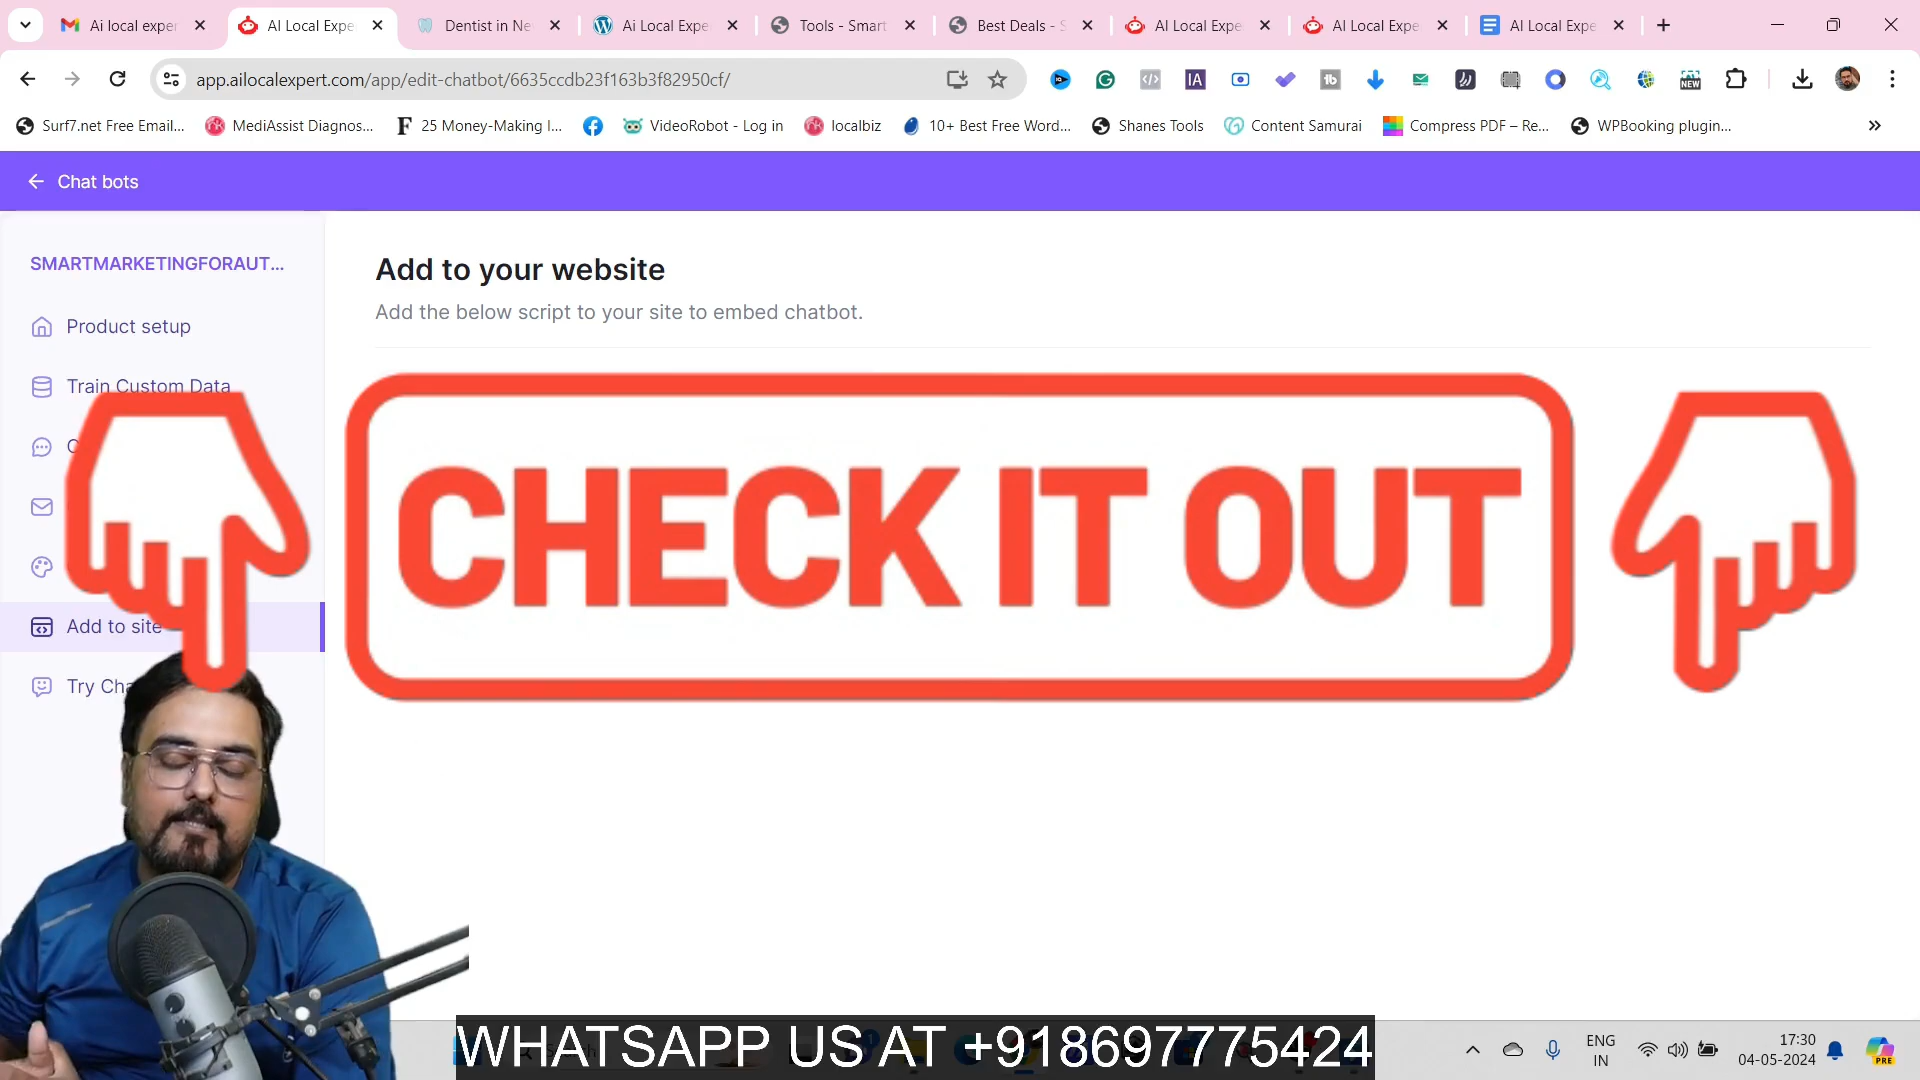 Ai local exper
AI Local Expe
Dentist in Ne
Ai Local Expe
Tools - Smart
Best Deals - S
AI Local Expe
AI Local Expe
AI Local Expe
app.ailocalexpert.com/app/edit-chatbot/6635ccdb23f163b3f82950cf/
Surf7.net Free Email...
MediAssist Diagnos...
25 Money-Making I...
VideoRobot - Log in
localbiz
10+ Best Free Word...
Shanes Tools
Content Samurai
Compress PDF – Re...
WPBooking plugin...
Chat bots
SMARTMARKETINGFORAUT...
Product setup
Train Custom Data
Add to site
Try Cha
Add to your website
Add the below script to your site to embed chatbot.
CHECK IT OUT
WHATSAPP US AT +918697775424
ENG
IN
17:30
04-05-2024